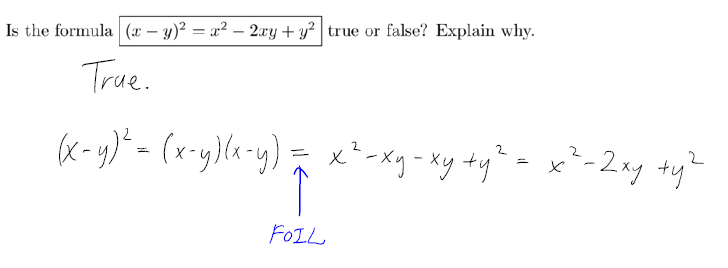 Is the formula (x − y)² = x² − 2xy + y² true or false? Explain why.
True.
(x-y)² = (x-y)(x-y) = x² - xy - xy + y² = x² - 2xy + y²
FOIL